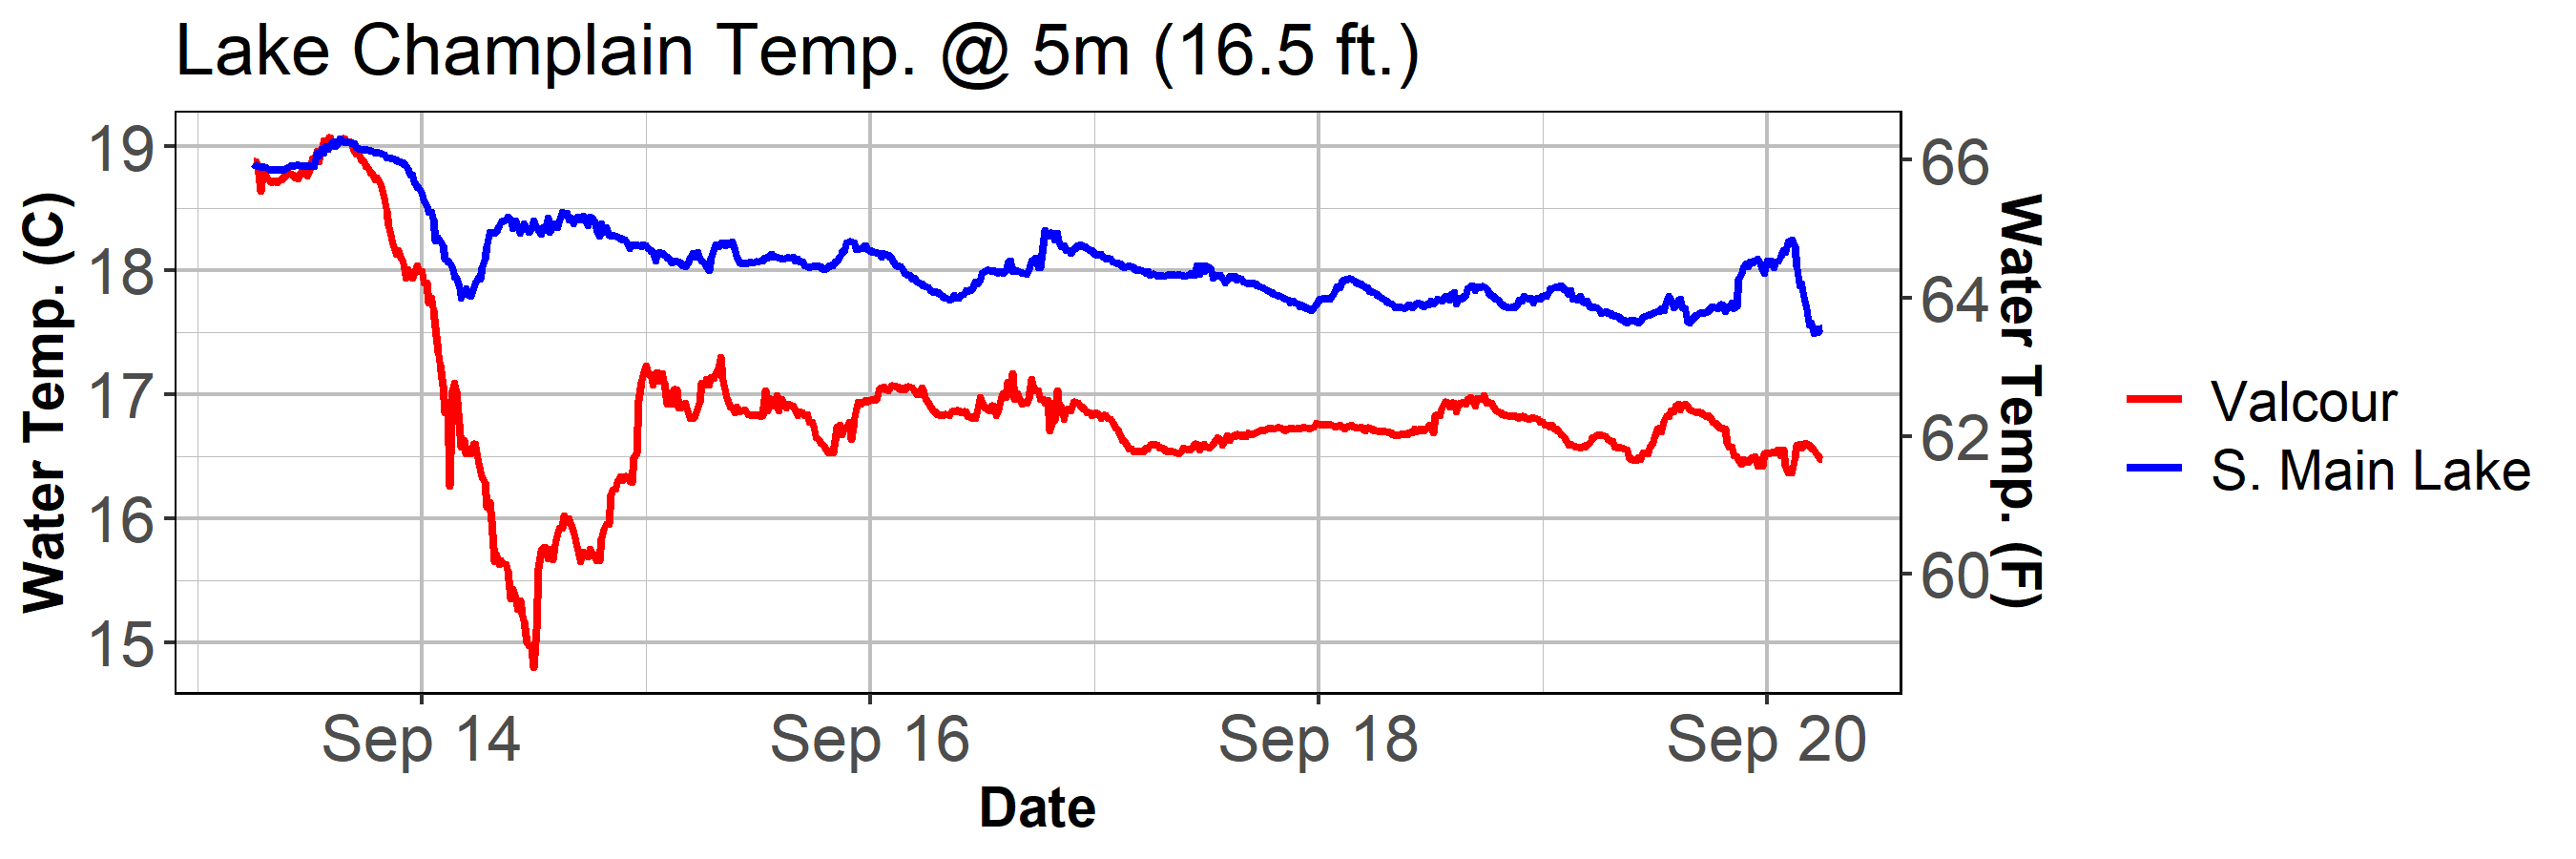 Lake Champlain Temp. @ 5m (16.5 ft.)
Water Temp. (C)
19
18
17
16
15
66
64
62
60
Water Temp. (F)
Sep 14 Sep 16 Sep 18 Sep 20
Date
Valcour
S. Main Lake